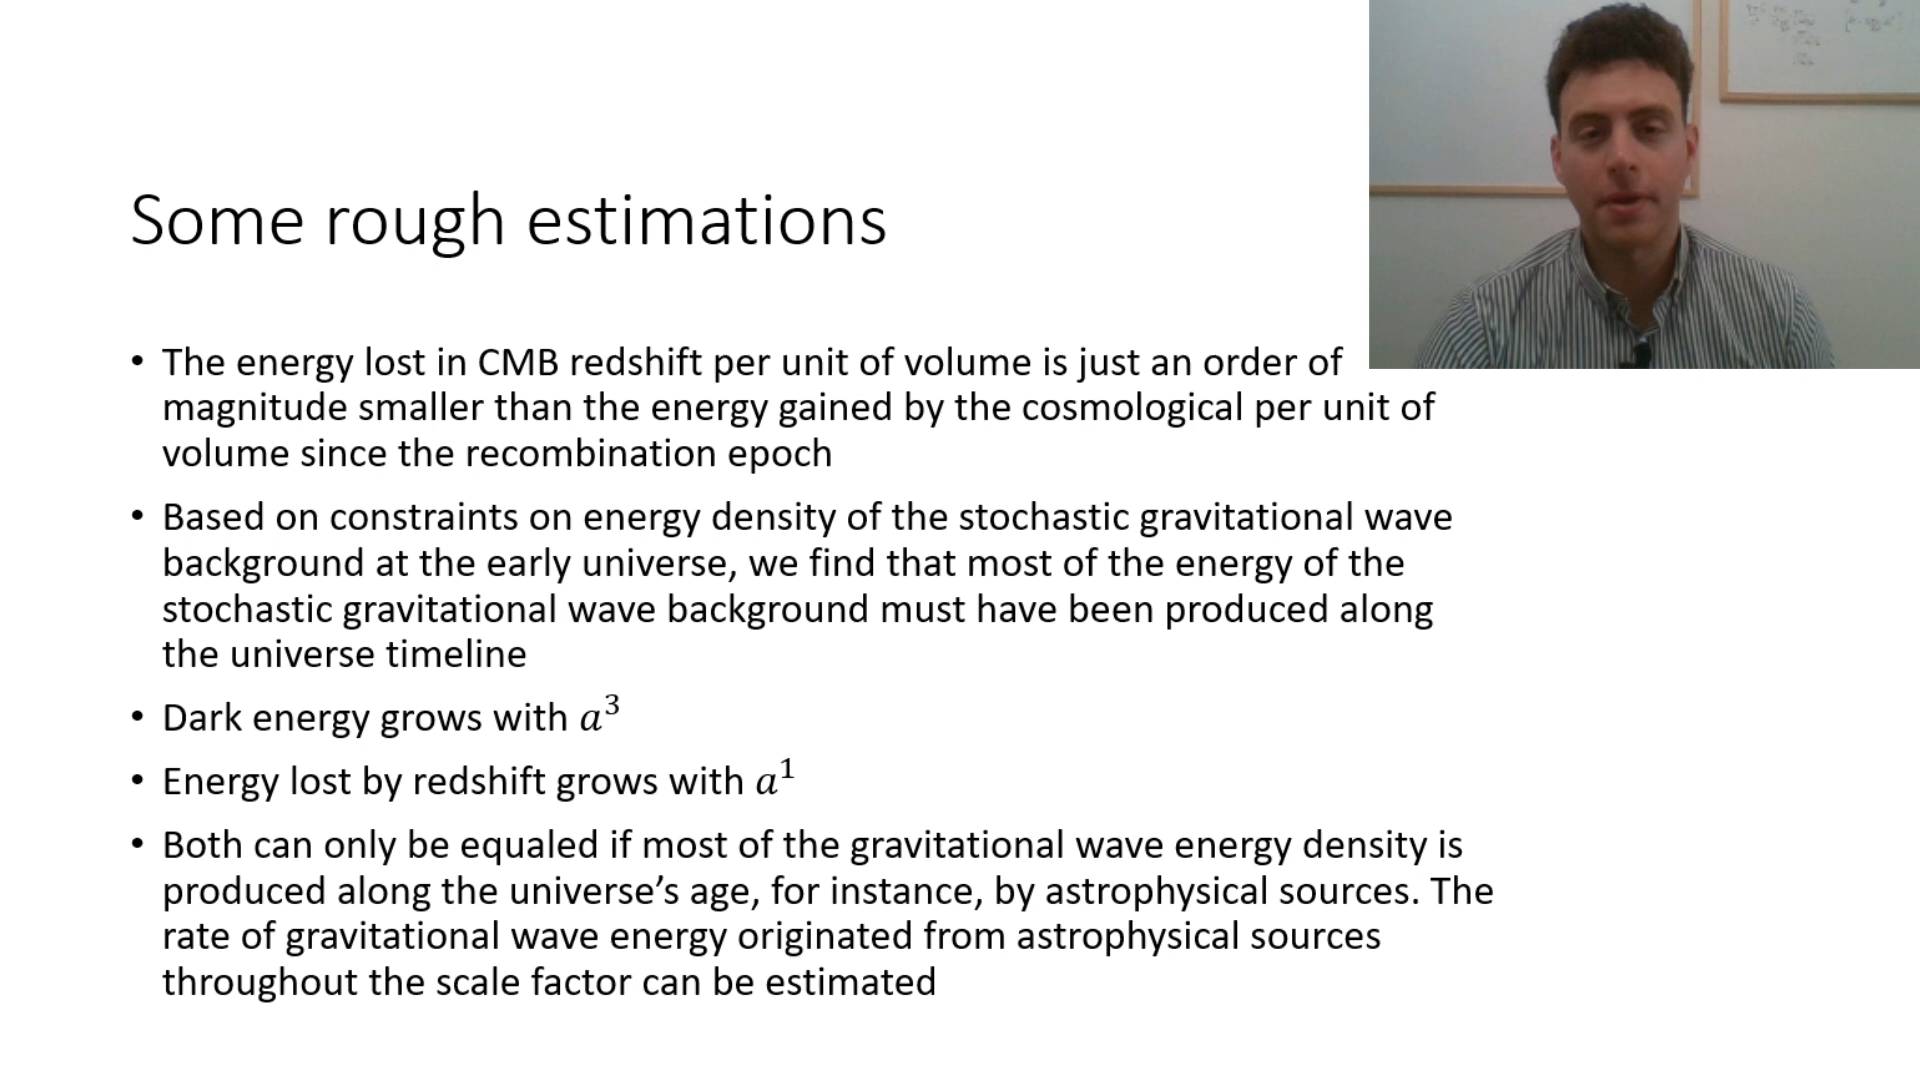 Some rough estimations
• The energy lost in CMB redshift per unit of volume is just an order of
magnitude smaller than the energy gained by the cosmological per unit of
volume since the recombination epoch
• Based on constraints on energy density of the stochastic gravitational wave
background at the early universe, we find that most of the energy of the
stochastic gravitational wave background must have been produced along
the universe timeline
• Dark energy grows with a³
• Energy lost by redshift grows with a¹
• Both can only be equaled if most of the gravitational wave energy density is
produced along the universe’s age, for instance, by astrophysical sources. The
rate of gravitational wave energy originated from astrophysical sources
throughout the scale factor can be estimated